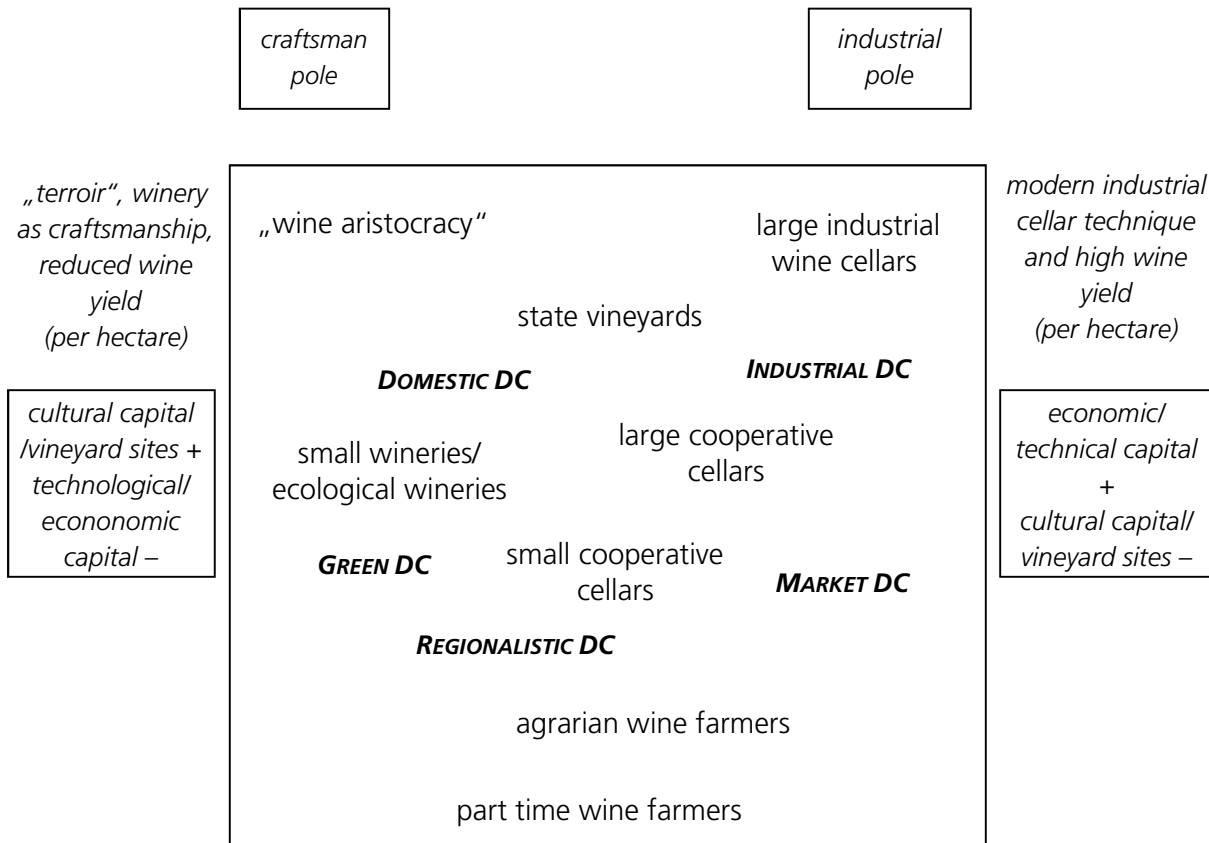 craftsman
pole
industrial
pole
„terroir“, winery
as craftsmanship,
reduced wine
yield
(per hectare)
modern industrial
cellar technique
and high wine
yield
(per hectare)
„wine aristocracy“
large industrial
wine cellars
state vineyards
DOMESTIC DC
INDUSTRIAL DC
cultural capital
/vineyard sites +
technological/
econonomic
capital –
small wineries/
ecological wineries
large cooperative
cellars
economic/
technical capital
+
cultural capital/
vineyard sites –
GREEN DC
small cooperative
cellars
MARKET DC
REGIONALISTIC DC
agrarian wine farmers
part time wine farmers